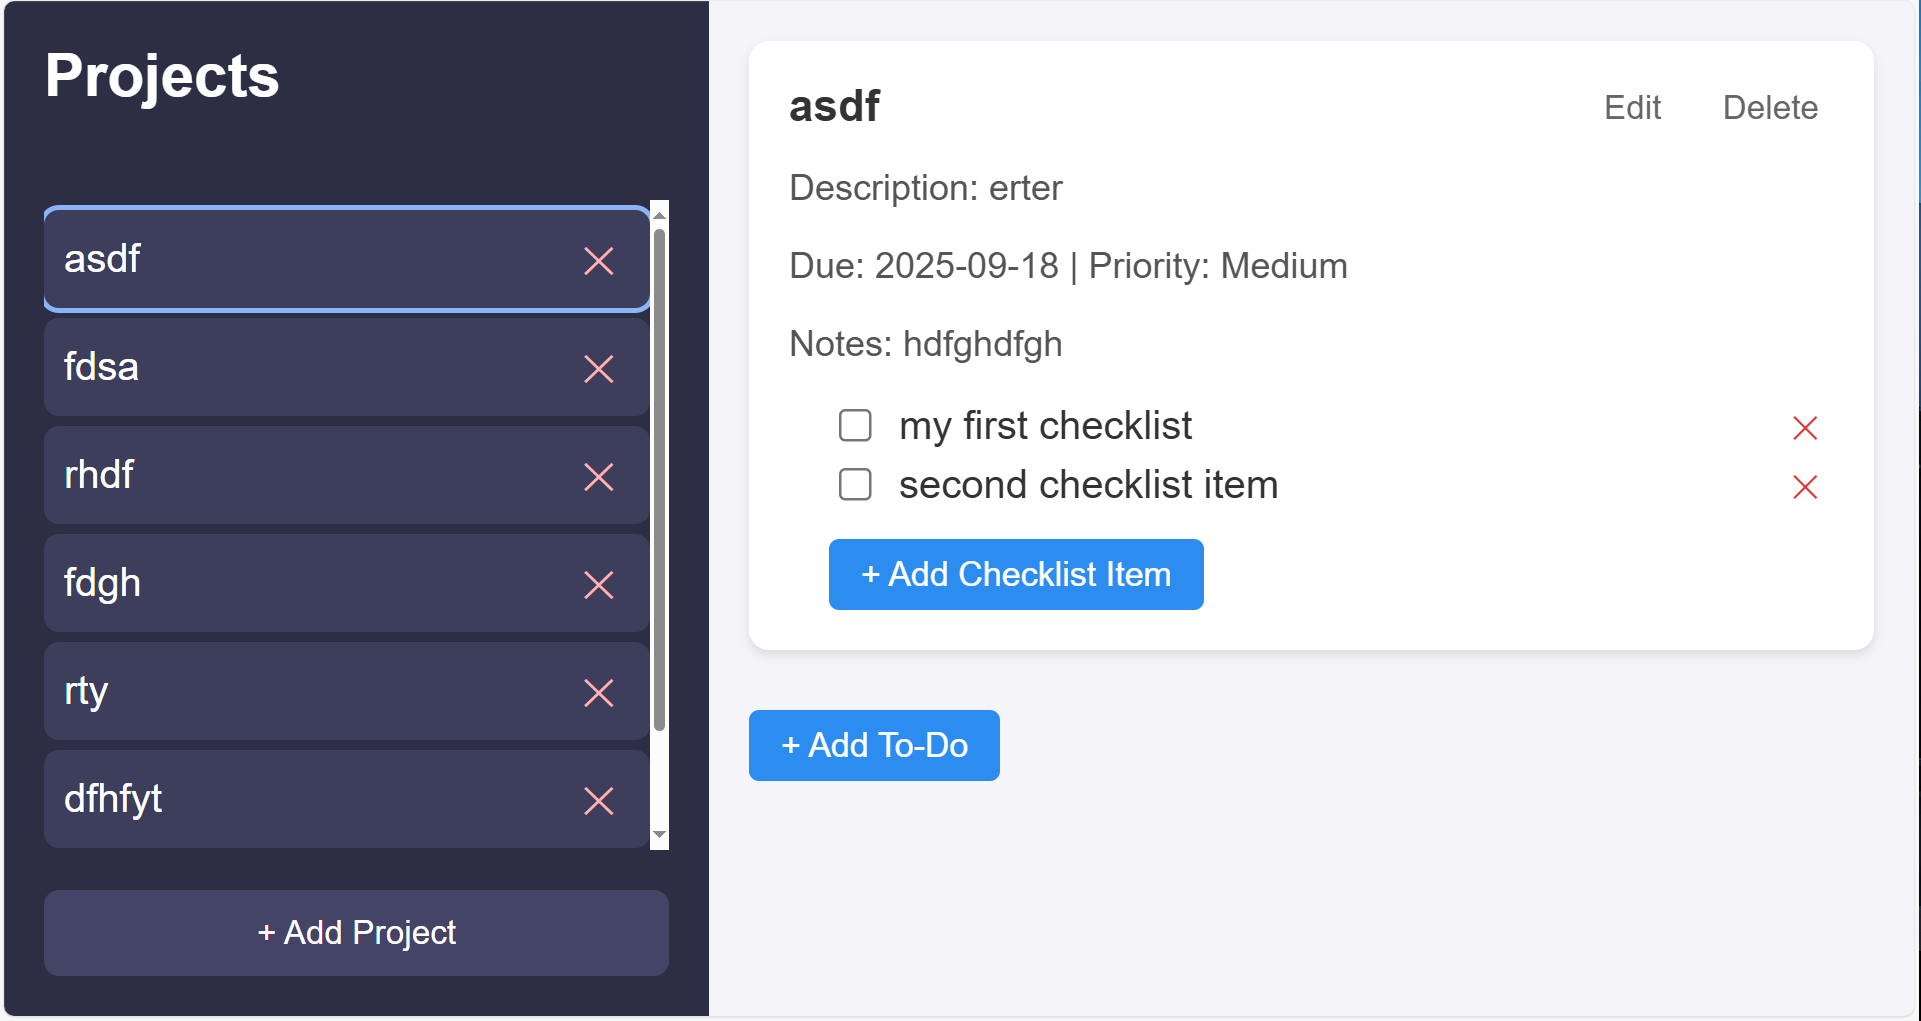 Projects
asdf
fdsa
rhdf
fdgh
rty
dfhfyt
+ Add Project
asdf
Edit Delete
Description: erter
Due: 2025-09-18 | Priority: Medium
Notes: hdfghdfgh
my first checklist
second checklist item
+ Add Checklist Item
+ Add To-Do